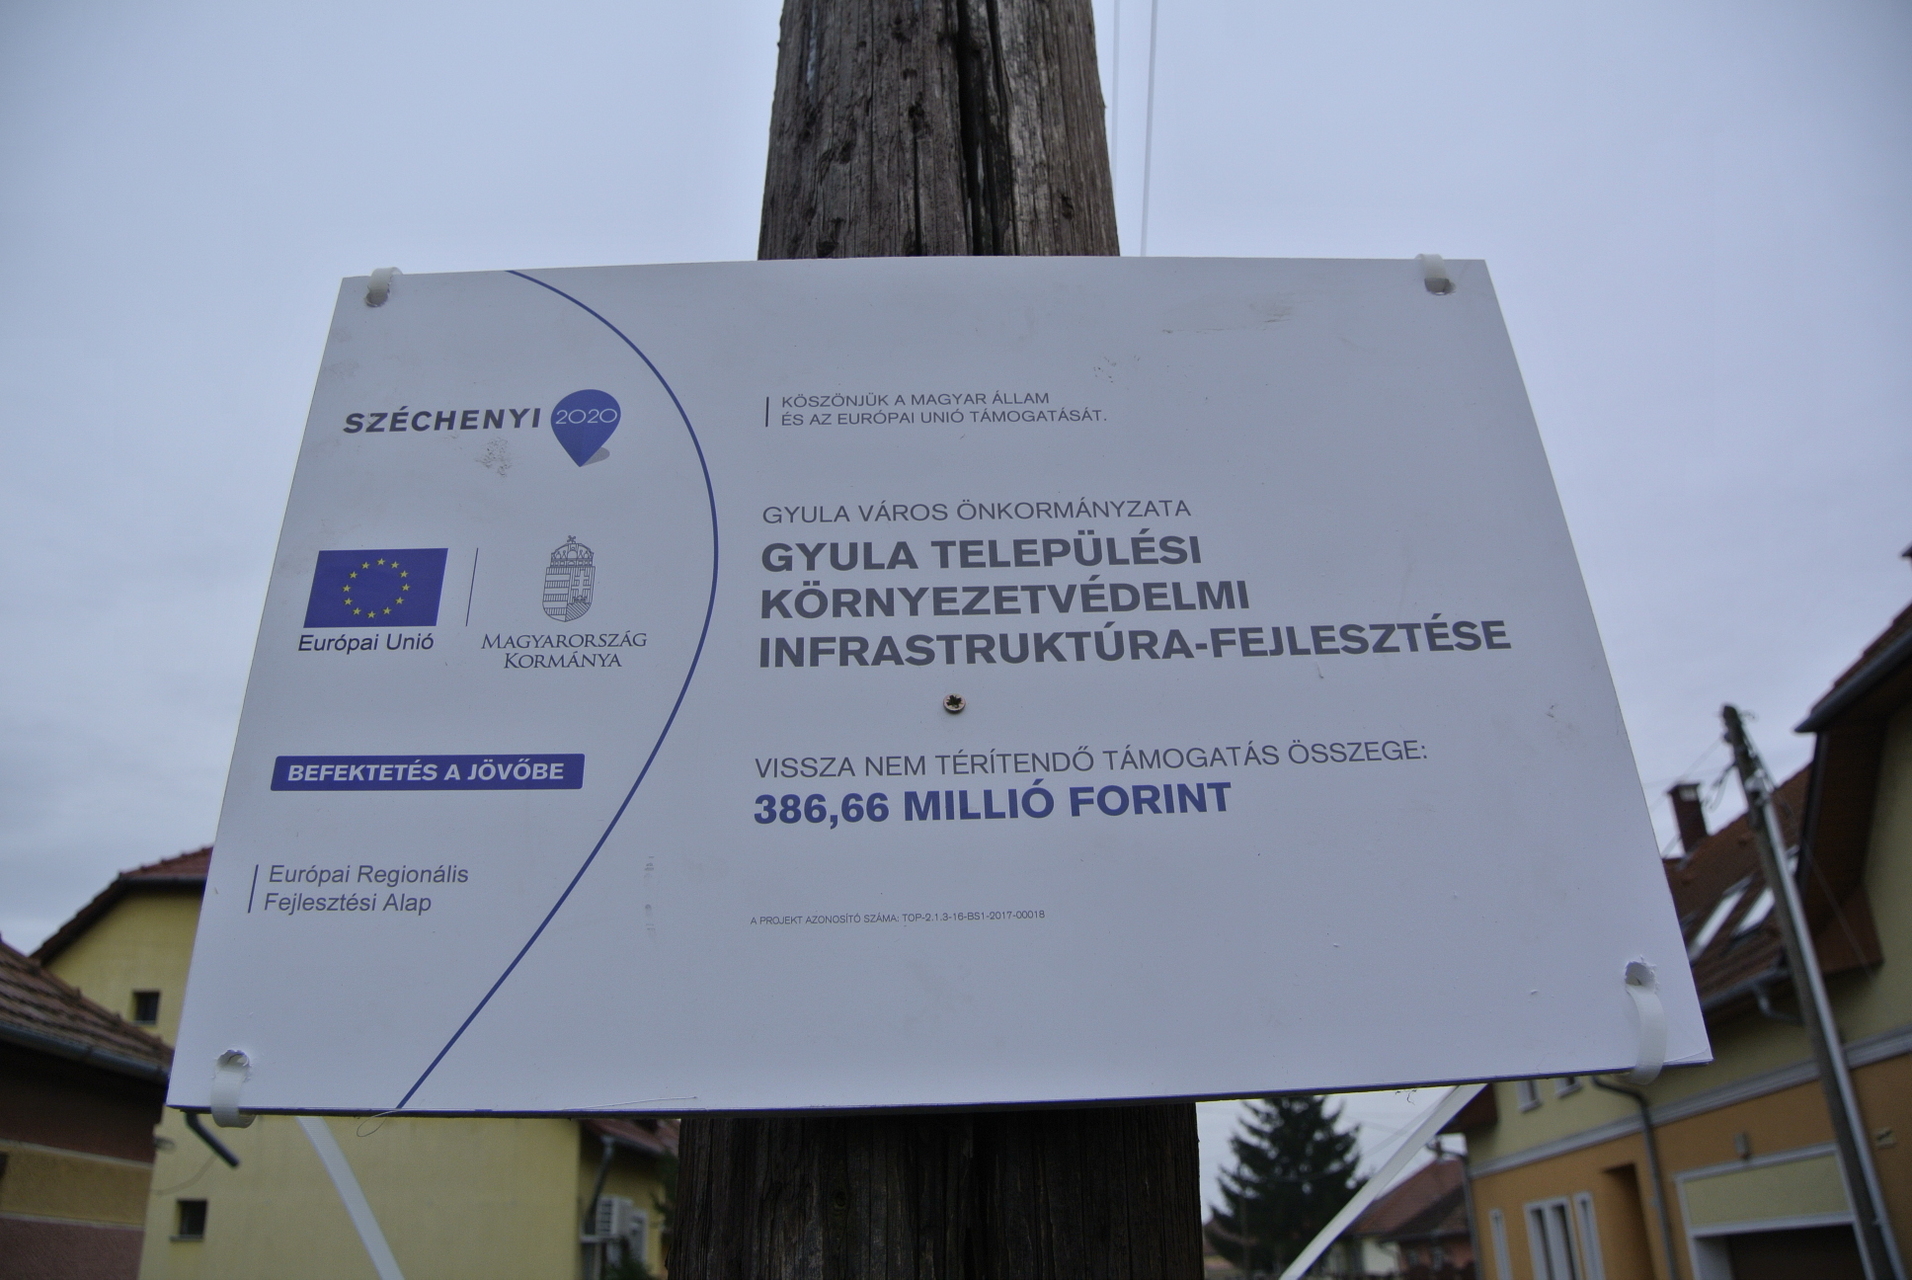 SZÉCHENYI 2020
Európai Unió
MAGYARORSZÁG
KORMÁNYA
BEFEKTETÉS A JÖVŐBE
Európai Regionális
Fejlesztési Alap
KÖSZÖNJÜK A MAGYAR ÁLLAM
ÉS AZ EURÓPAI UNIÓ TÁMOGATÁSÁT.
GYULA VÁROS ÖNKORMÁNYZATA
GYULA TELEPÜLÉSI
KÖRNYEZETVÉDELMI
INFRASTRUKTÚRA-FEJLESZTÉSE
VISSZA NEM TÉRÍTENDŐ TÁMOGATÁS ÖSSZEGE:
386,66 MILLIÓ FORINT
A PROJEKT AZONOSÍTÓ SZÁMA: TOP-2.1.3-16-BS1-2017-00018